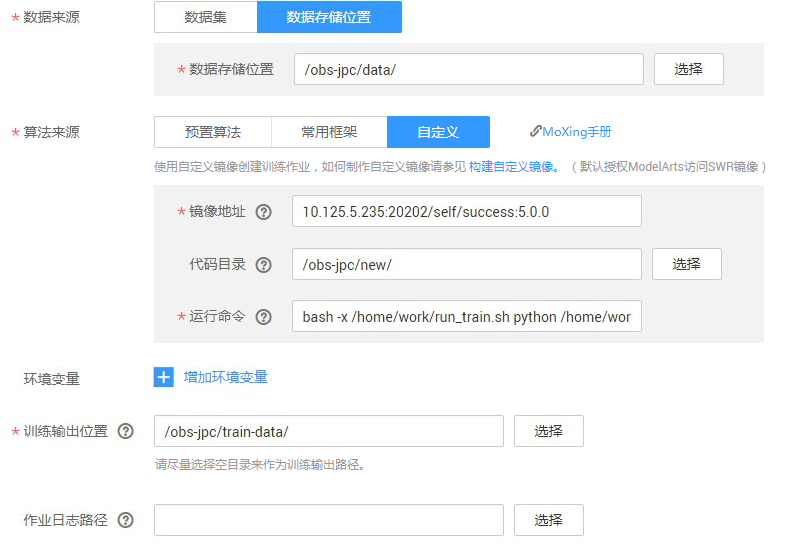 * 数据来源 数据集 数据存储位置
* 数据存储位置 /obs-jpc/data/ 选择
* 算法来源 预置算法 常用框架 自定义 MoXing手册
使用自定义镜像创建训练作业，如何制作自定义镜像请参见 构建自定义镜像。（默认授权ModelArts访问SWR镜像）
* 镜像地址 ? 10.125.5.235:20202/self/success:5.0.0
代码目录 ? /obs-jpc/new/ 选择
* 运行命令 ? bash -x /home/work/run_train.sh python /home/wor
环境变量 + 增加环境变量
* 训练输出位置 ? /obs-jpc/train-data/ 选择
请尽量选择空目录来作为训练输出路径。
作业日志路径 ? 选择